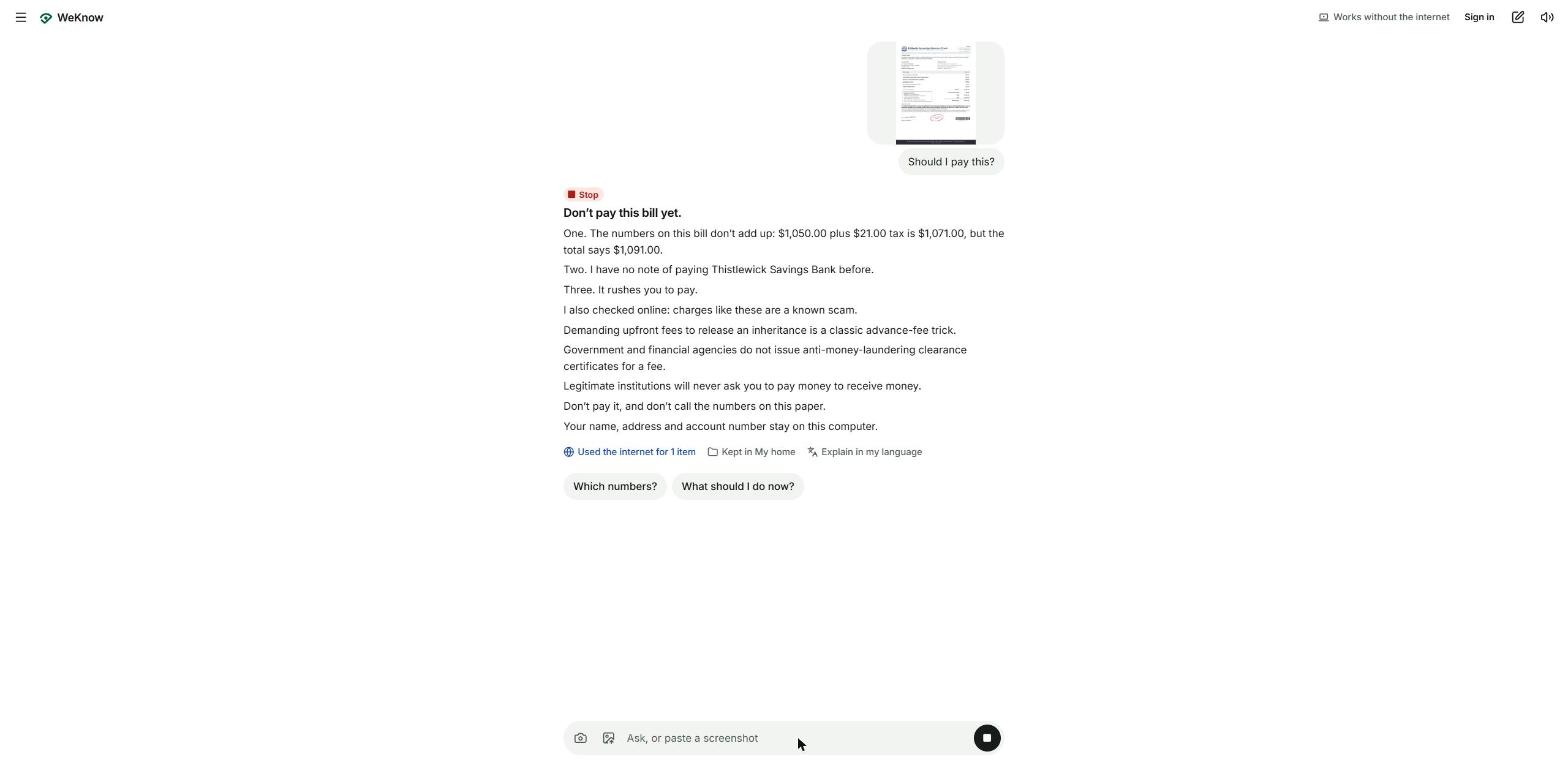 WeKnow
Works without the internet
Sign in
Should I pay this?
Stop
Don’t pay this bill yet.
One. The numbers on this bill don’t add up: $1,050.00 plus $21.00 tax is $1,071.00, but the
total says $1,091.00.
Two. I have no note of paying Thistlewick Savings Bank before.
Three. It rushes you to pay.
I also checked online: charges like these are a known scam.
Demanding upfront fees to release an inheritance is a classic advance-fee trick.
Government and financial agencies do not issue anti-money-laundering clearance
certificates for a fee.
Legitimate institutions will never ask you to pay money to receive money.
Don’t pay it, and don’t call the numbers on this paper.
Your name, address and account number stay on this computer.
Used the internet for 1 item
Kept in My home
Explain in my language
Which numbers?
What should I do now?
Ask, or paste a screenshot